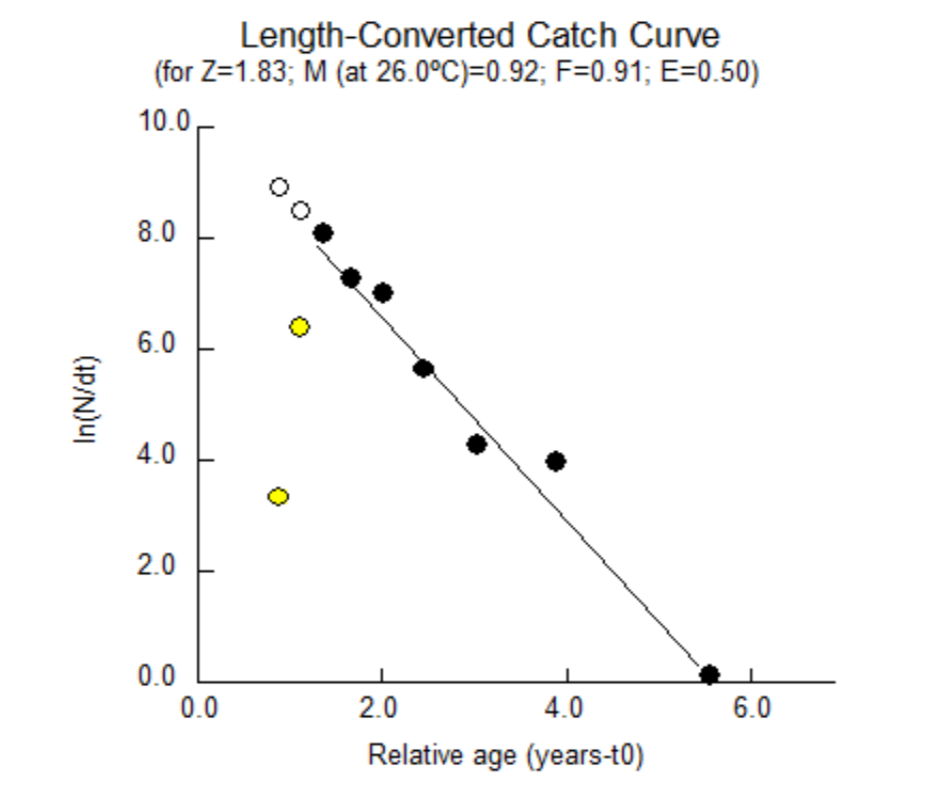 Length-Converted Catch Curve
(for Z=1.83; M (at 26.0ºC)=0.92; F=0.91; E=0.50)
10.0
8.0
6.0
4.0
2.0
0.0
ln(N/dt)
0.0 2.0 4.0 6.0
Relative age (years-t0)